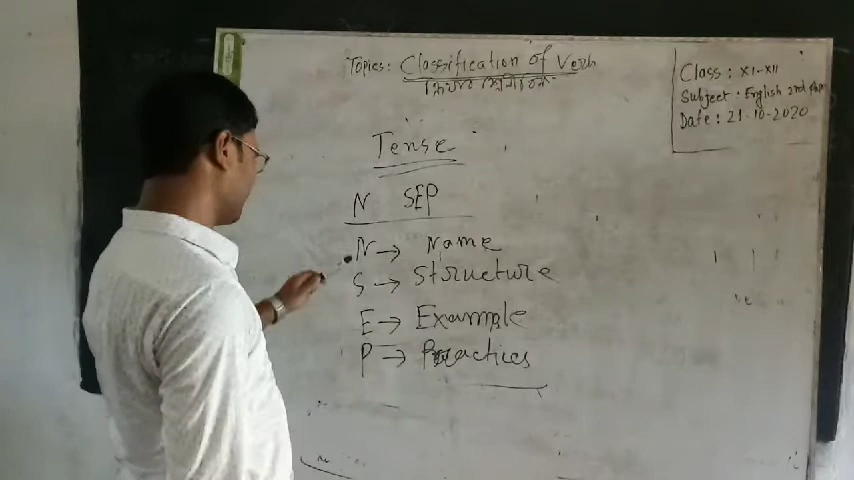 Topics: Classification of Verb
ক্রিয়ার শ্রেণিবিভাগ
Class: XI-XII
Subject: English 2nd
Date: 21-10-2020
Tense
N SEP
N → Name
S → Structure
E → Example
P → Practices